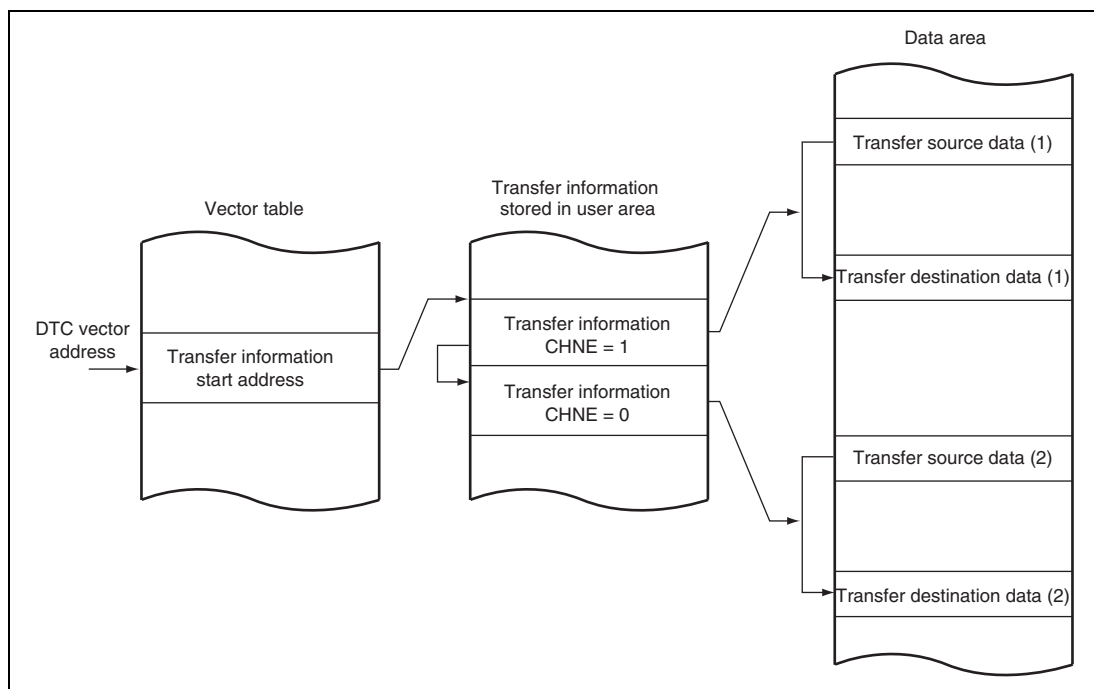 Data area
Transfer source data (1)
Transfer information
stored in user area
Vector table
Transfer destination data (1)
DTC vector
address
Transfer information
start address
Transfer information
CHNE = 1
Transfer information
CHNE = 0
Transfer source data (2)
Transfer destination data (2)